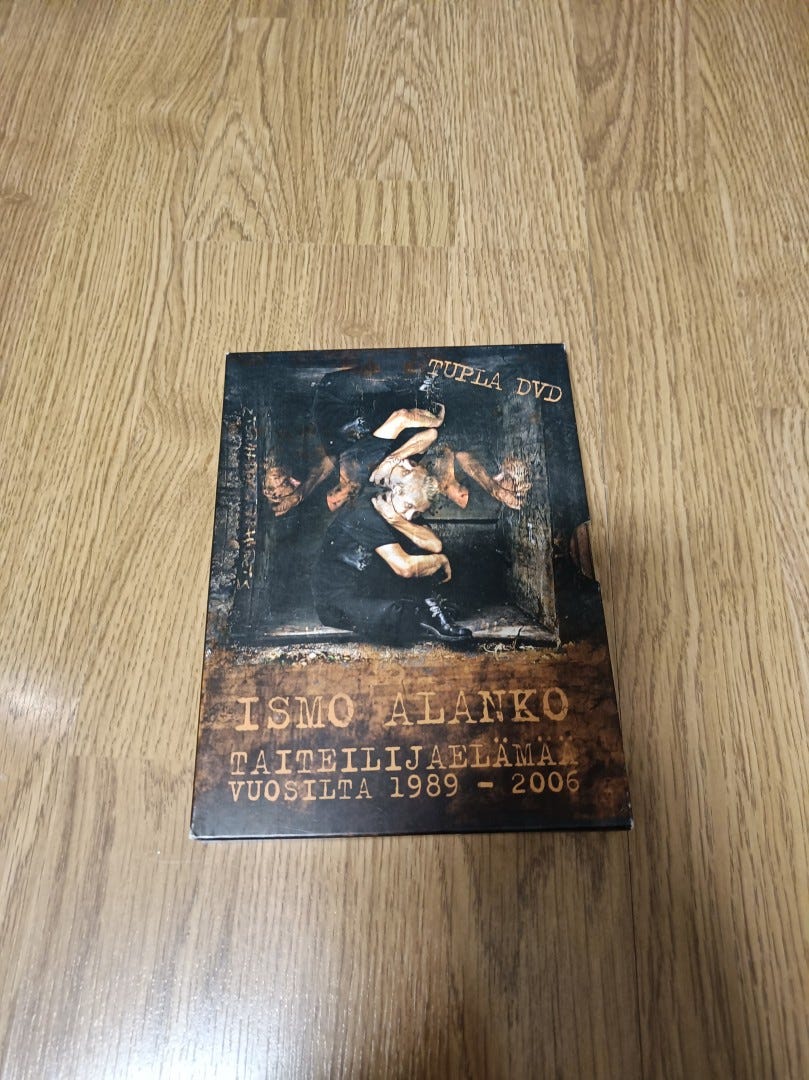 TUPLA DVD
ISMO ALANKO
TAITEILIJAELÄMÄÄ
VUOSILTA 1989 - 2006